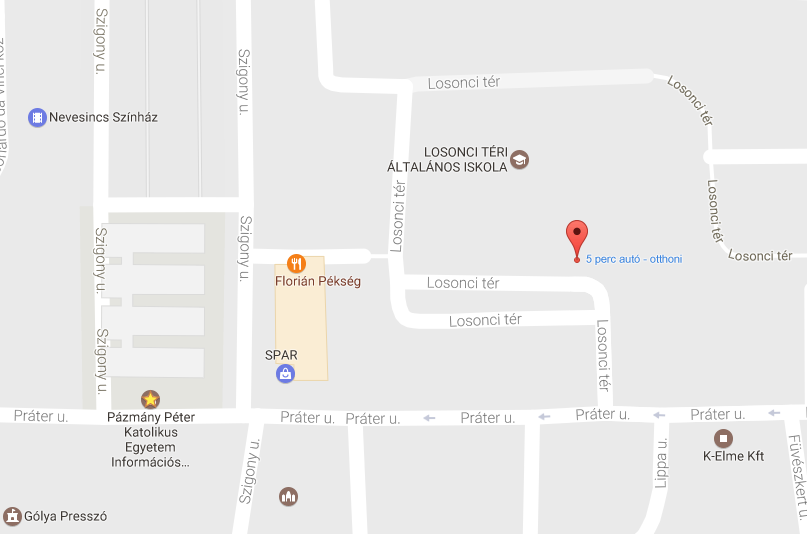 Szigony u.
Szigony u.
Losonci tér
Losonci tér
Nevesincs Színház
LOSONCI TÉRI
ÁLTALÁNOS ISKOLA
Losonci tér
Losonci tér
Szigony u.
Szigony u.
Losonci tér
5 perc autó - otthoni
Florián Pékség
Losonci tér
Losonci tér
Losonci tér
Szigony u.
SPAR
Práter u.
Pázmány Péter
Katolikus
Egyetem
Információs...
Práter u.
Práter u.
Práter u.
Práter u.
Práter u.
Szigony u.
Lippa u.
K-Elme Kft
Füvészkert u.
Gólya Presszó